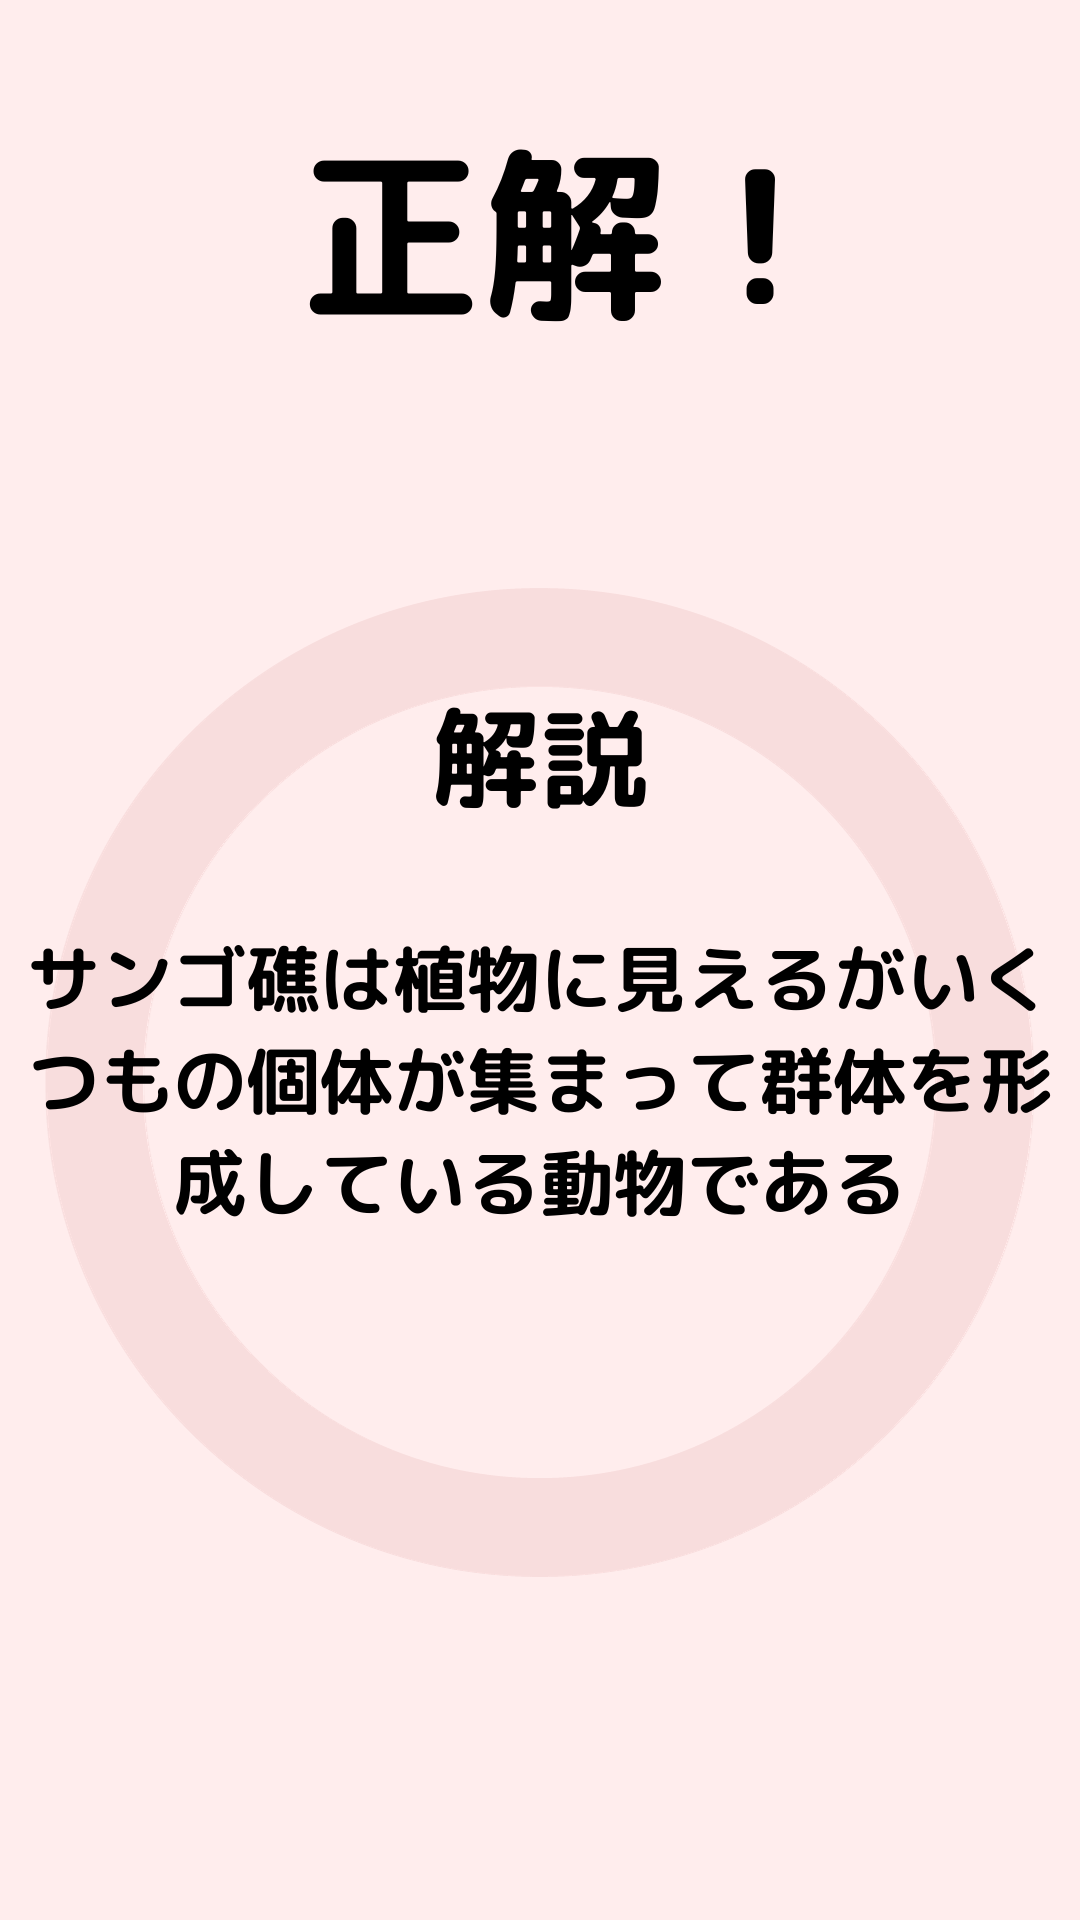 正解！
解説
サンゴ礁は植物に見えるがいく
つもの個体が集まって群体を形
成している動物である